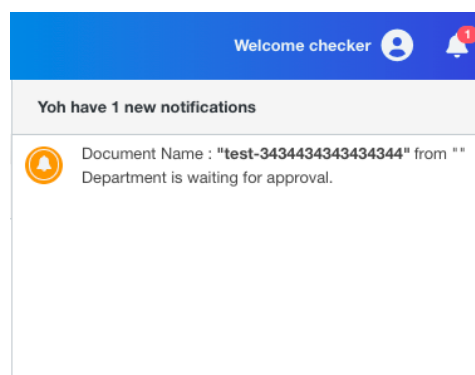 Welcome checker
1
Yoh have 1 new notifications
Document Name : "test-3434434343434344" from ""
Department is waiting for approval.